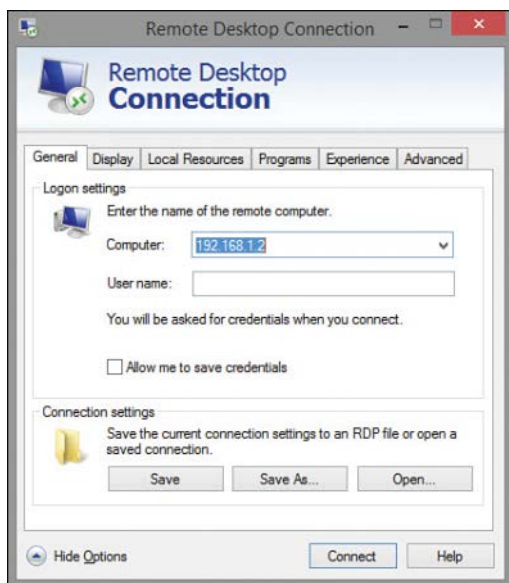 Remote Desktop Connection
Remote Desktop
Connection
General Display Local Resources Programs Experience Advanced
Logon settings
Enter the name of the remote computer.
Computer: 192.168.1.2
User name:
You will be asked for credentials when you connect.
Allow me to save credentials
Connection settings
Save the current connection settings to an RDP file or open a
saved connection.
Save Save As... Open...
Hide Options Connect Help